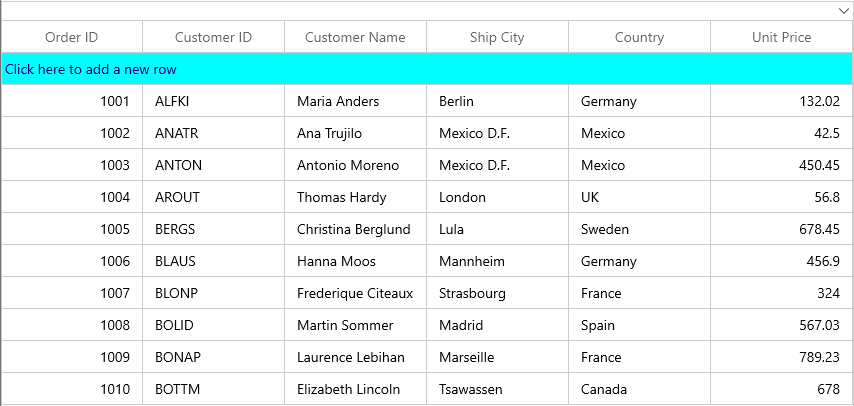 Order ID Customer ID Customer Name Ship City Country Unit Price
Click here to add a new row
1001 ALFKI Maria Anders Berlin Germany 132.02
1002 ANATR Ana Trujilo Mexico D.F. Mexico 42.5
1003 ANTON Antonio Moreno Mexico D.F. Mexico 450.45
1004 AROUT Thomas Hardy London UK 56.8
1005 BERGS Christina Berglund Lula Sweden 678.45
1006 BLAUS Hanna Moos Mannheim Germany 456.9
1007 BLONP Frederique Citeaux Strasbourg France 324
1008 BOLID Martin Sommer Madrid Spain 567.03
1009 BONAP Laurence Lebihan Marseille France 789.23
1010 BOTTM Elizabeth Lincoln Tsawassen Canada 678